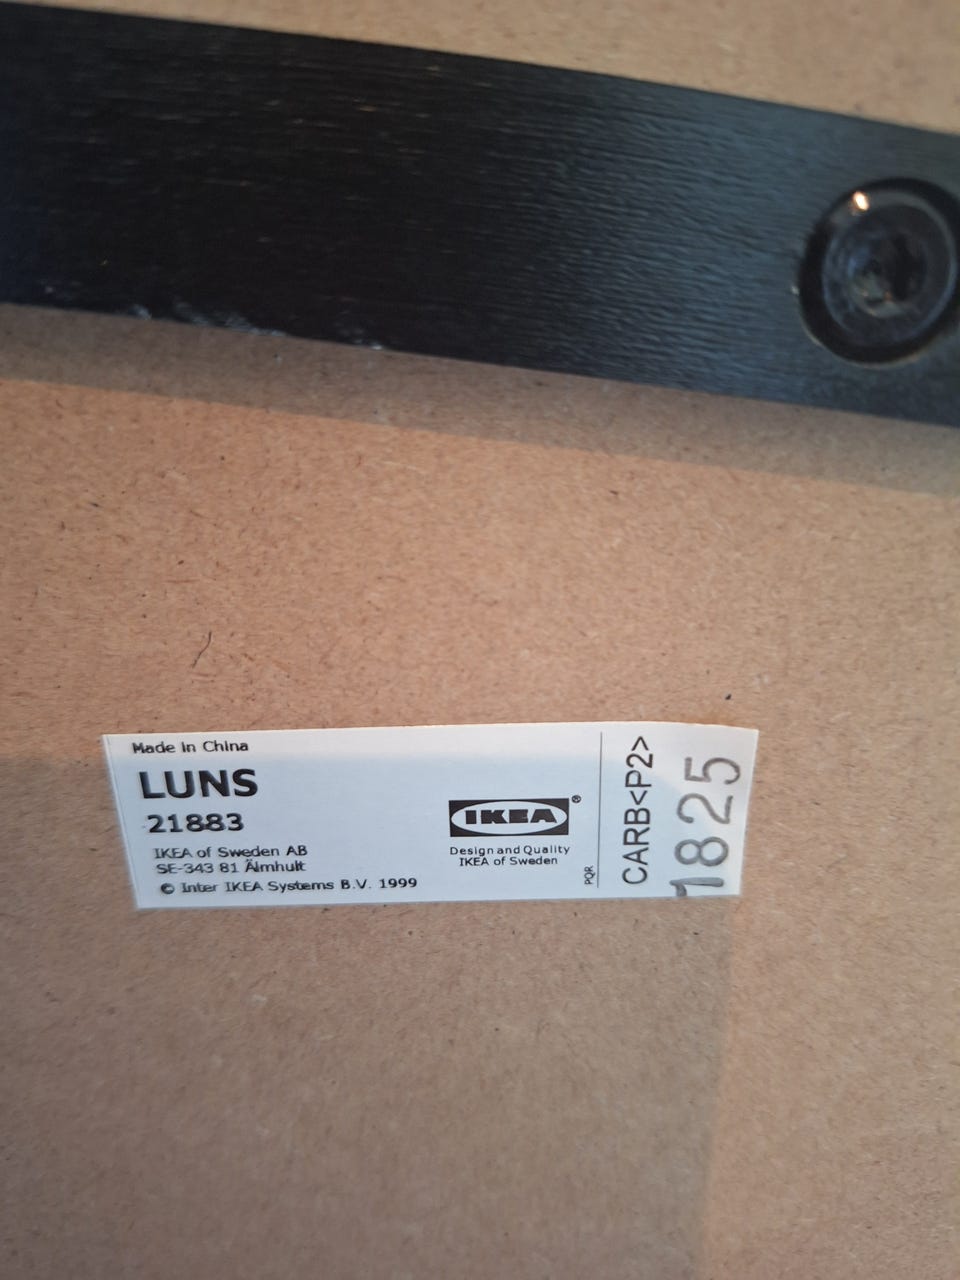 Made in China
LUNS
21883
IKEA of Sweden AB
SE-343 81 Älmhult
© Inter IKEA Systems B.V. 1999
IKEA®
Design and Quality
IKEA of Sweden
PQR
CARB<P2>
1825